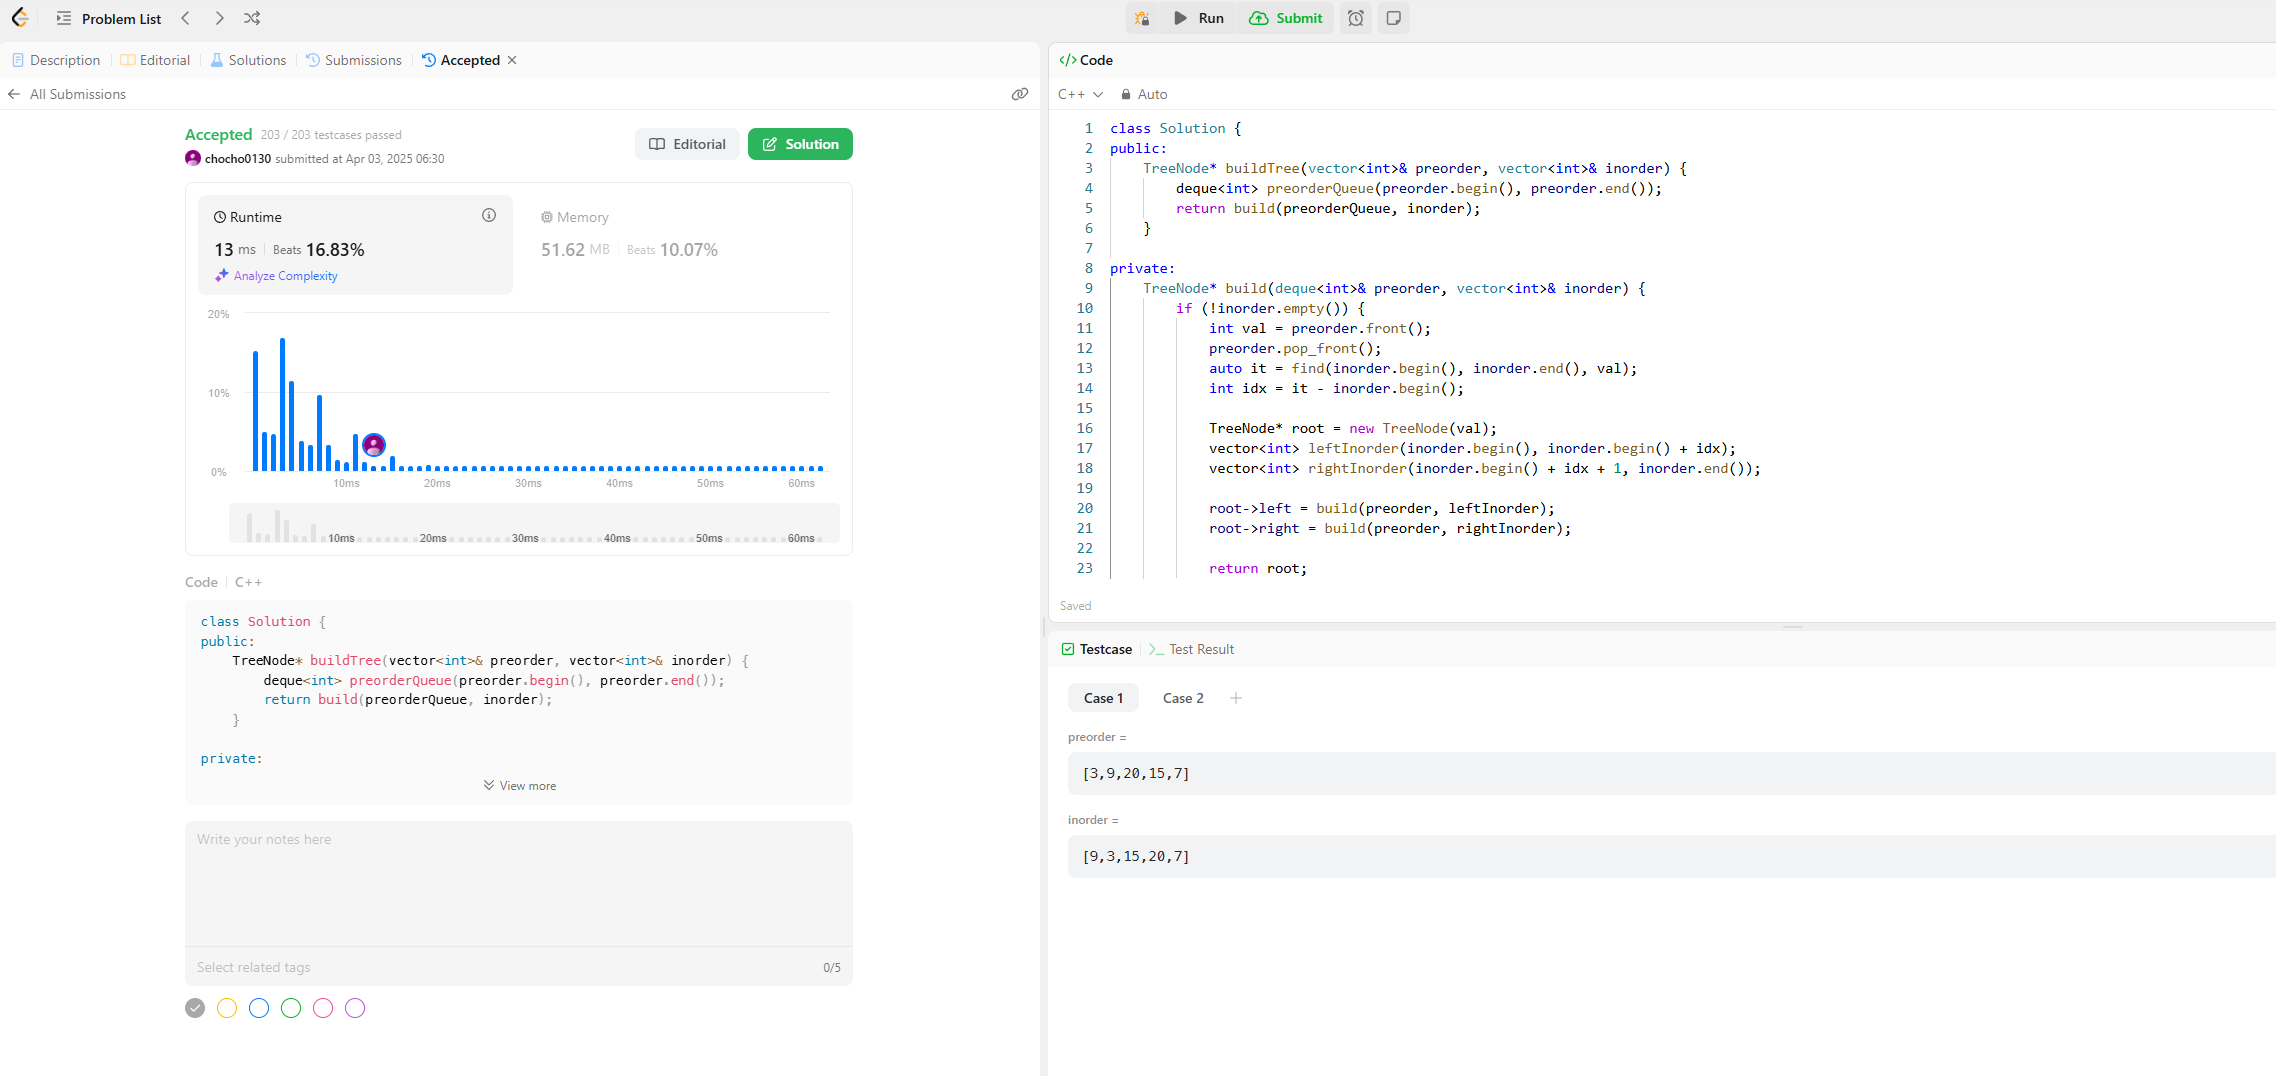 Problem List
Run
Submit
Description
Editorial
Solutions
Submissions
Accepted
All Submissions
Accepted 203 / 203 testcases passed
chocho0130 submitted at Apr 03, 2025 06:30
Editorial
Solution
Runtime
13 ms Beats 16.83%
Analyze Complexity
Memory
51.62 MB Beats 10.07%
20%
10%
0%
10ms 20ms 30ms 40ms 50ms 60ms
10ms 20ms 30ms 40ms 50ms 60ms
Code C++
class Solution {
public:
    TreeNode* buildTree(vector<int>& preorder, vector<int>& inorder) {
        deque<int> preorderQueue(preorder.begin(), preorder.end());
        return build(preorderQueue, inorder);
    }
private:
View more
Write your notes here
Select related tags
0/5
</> Code
C++ Auto
1 class Solution {
2 public:
3     TreeNode* buildTree(vector<int>& preorder, vector<int>& inorder) {
4         deque<int> preorderQueue(preorder.begin(), preorder.end());
5         return build(preorderQueue, inorder);
6     }
7
8 private:
9     TreeNode* build(deque<int>& preorder, vector<int>& inorder) {
10         if (!inorder.empty()) {
11             int val = preorder.front();
12             preorder.pop_front();
13             auto it = find(inorder.begin(), inorder.end(), val);
14             int idx = it - inorder.begin();
15
16             TreeNode* root = new TreeNode(val);
17             vector<int> leftInorder(inorder.begin(), inorder.begin() + idx);
18             vector<int> rightInorder(inorder.begin() + idx + 1, inorder.end());
19
20             root->left = build(preorder, leftInorder);
21             root->right = build(preorder, rightInorder);
22
23             return root;
Saved
Testcase
Test Result
Case 1
Case 2
preorder =
[3,9,20,15,7]
inorder =
[9,3,15,20,7]